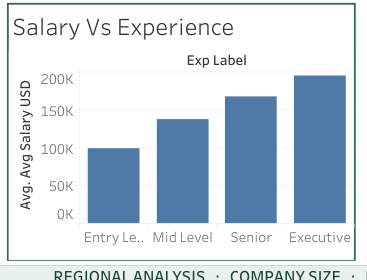 Salary Vs Experience
Exp Label
Avg. Avg Salary USD
200K
150K
100K
50K
0K
Entry Le.. Mid Level Senior Executive
REGIONAL ANALYSIS · COMPANY SIZE ·